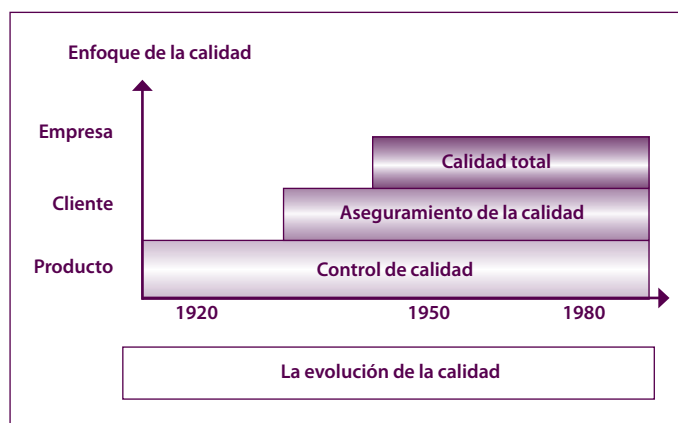 Enfoque de la calidad
Empresa
Calidad total
Cliente
Aseguramiento de la calidad
Producto
Control de calidad
1920 1950 1980
La evolución de la calidad